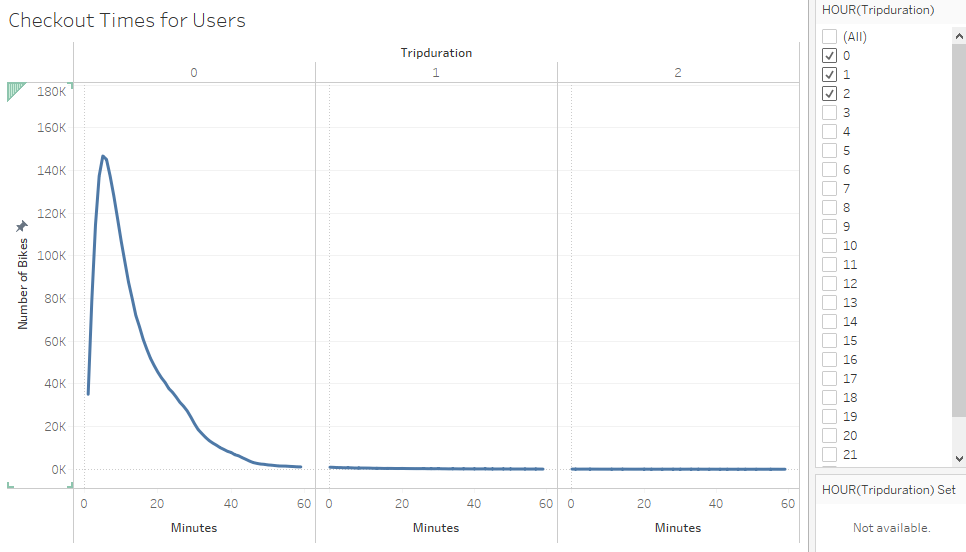 Checkout Times for Users
Tripduration
0 1 2
180K
160K
140K
120K
100K
80K
60K
40K
20K
0K
Number of Bikes
0 20 40 60 0 20 40 60 0 20 40 60
Minutes Minutes Minutes
HOUR(Tripduration)
(All)
0
1
2
3
4
5
6
7
8
9
10
11
12
13
14
15
16
17
18
19
20
21
HOUR(Tripduration) Set
Not available.